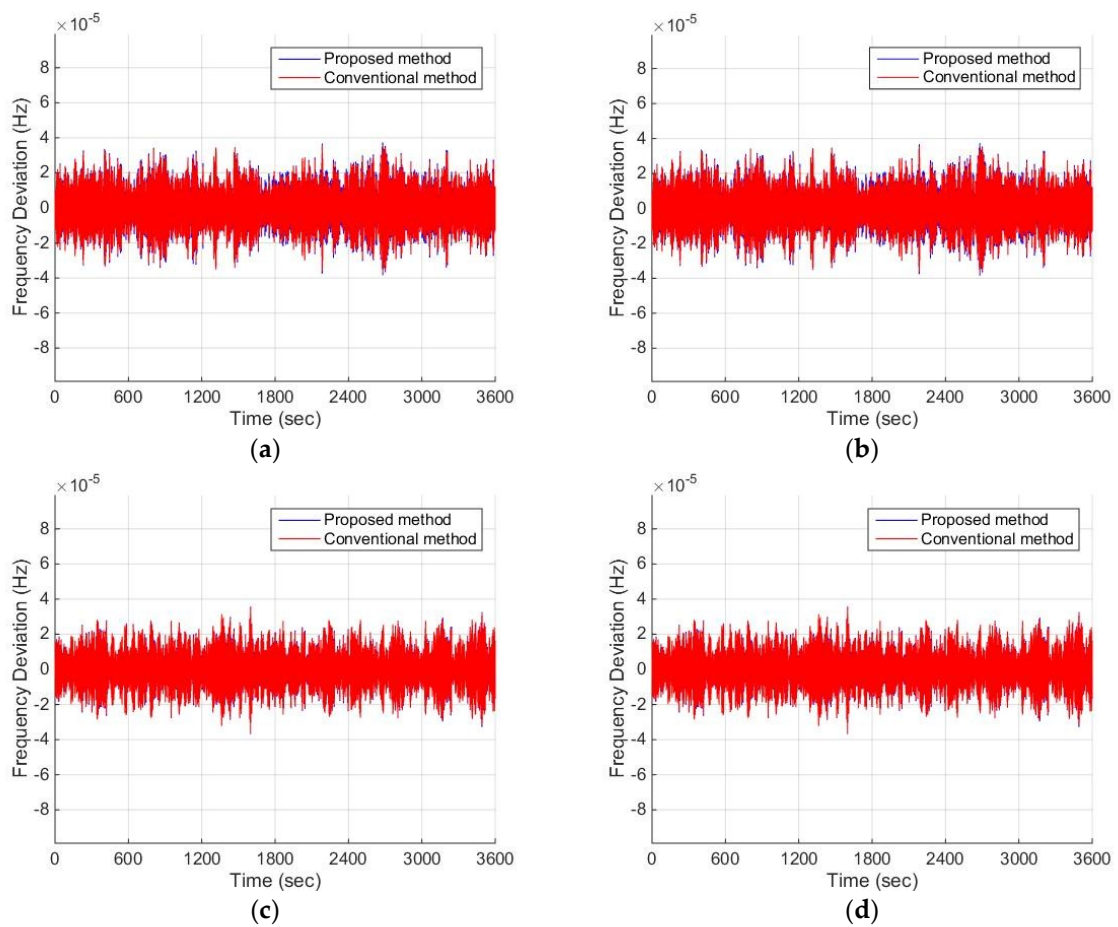 ×10-5
Frequency Deviation (Hz)
8
6
4
2
0
-2
-4
-6
-8
Proposed method
Conventional method
0 600 1200 1800 2400 3000 3600
Time (sec)
(a)
×10-5
Frequency Deviation (Hz)
8
6
4
2
0
-2
-4
-6
-8
Proposed method
Conventional method
0 600 1200 1800 2400 3000 3600
Time (sec)
(b)
×10-5
Frequency Deviation (Hz)
8
6
4
2
0
-2
-4
-6
-8
Proposed method
Conventional method
0 600 1200 1800 2400 3000 3600
Time (sec)
(c)
×10-5
Frequency Deviation (Hz)
8
6
4
2
0
-2
-4
-6
-8
Proposed method
Conventional method
0 600 1200 1800 2400 3000 3600
Time (sec)
(d)